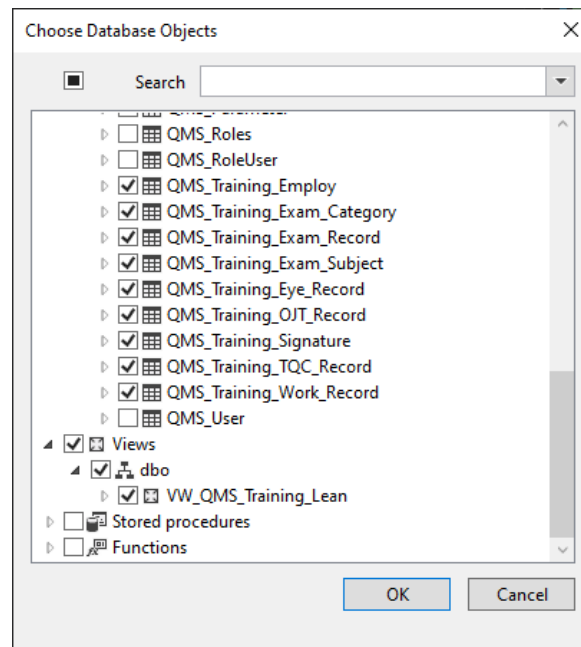 Choose Database Objects
Search
QMS_Roles
QMS_RoleUser
QMS_Training_Employ
QMS_Training_Exam_Category
QMS_Training_Exam_Record
QMS_Training_Exam_Subject
QMS_Training_Eye_Record
QMS_Training_OJT_Record
QMS_Training_Signature
QMS_Training_TQC_Record
QMS_Training_Work_Record
QMS_User
Views
dbo
VW_QMS_Training_Lean
Stored procedures
Functions
OK
Cancel